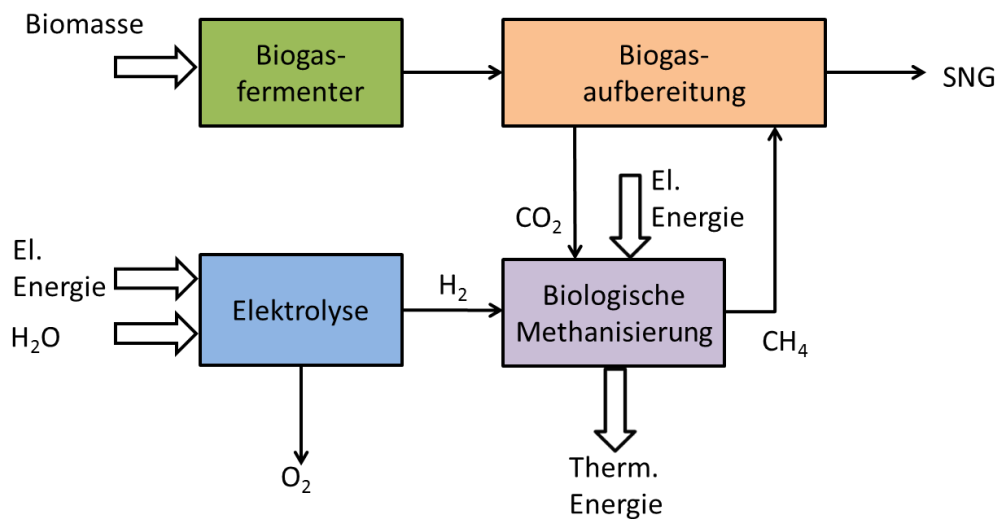 Biomasse
Biogas-
fermenter
Biogas-
aufbereitung
SNG
CO₂
El.
Energie
El.
Energie
H₂O
Elektrolyse
H₂
Biologische
Methanisierung
CH₄
O₂
Therm.
Energie